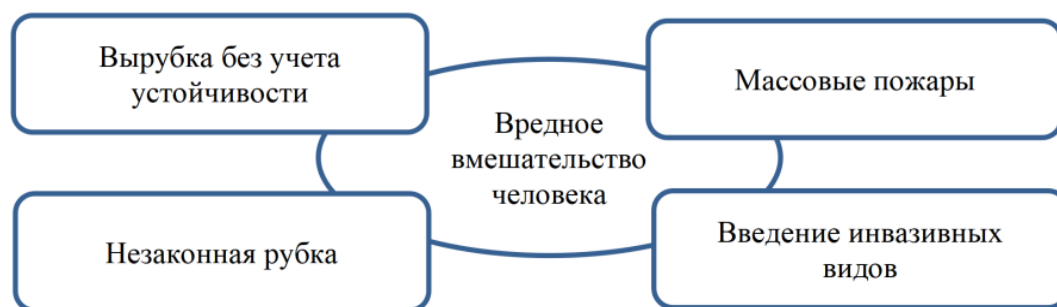 Вырубка без учета
устойчивости
Массовые пожары
Вредное
вмешательство
человека
Незаконная рубка
Введение инвазивных
видов